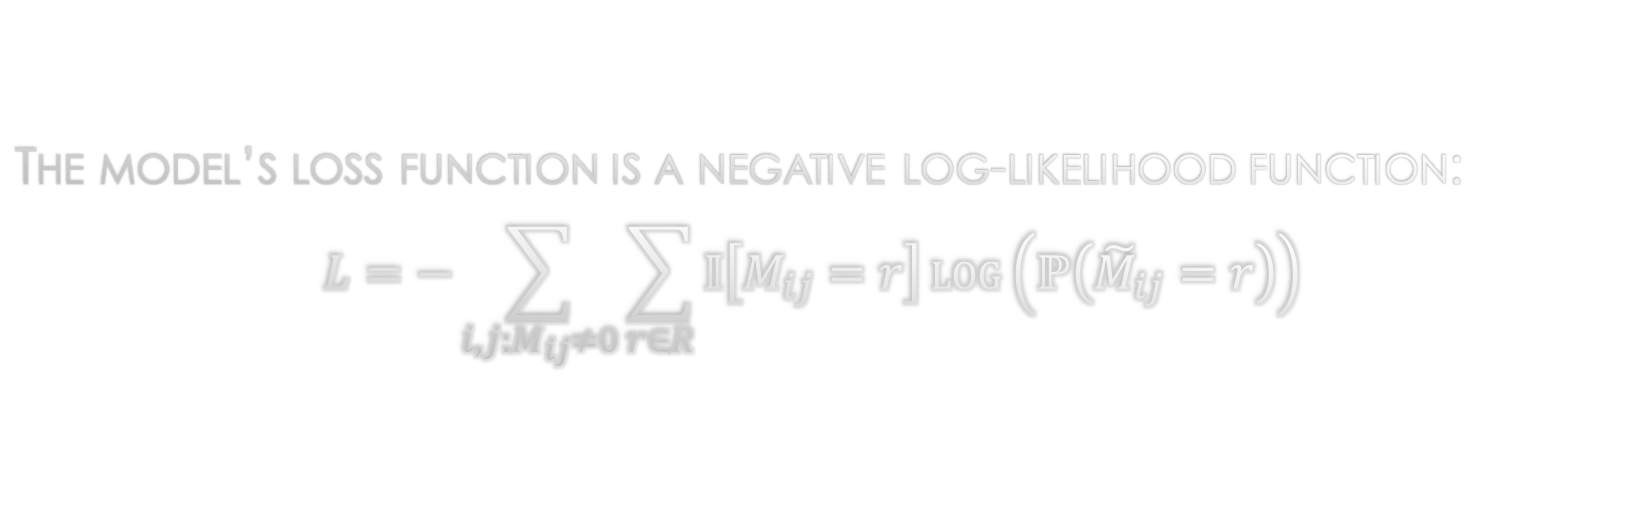 THE MODEL’S LOSS FUNCTION IS A NEGATIVE LOG-LIKELIHOOD FUNCTION:
L = − ∑_{i,j:M_{ij}≠0} ∑_{r∈R} 𝕀[M_{ij} = r] LOG(ℙ(M̃_{ij} = r))